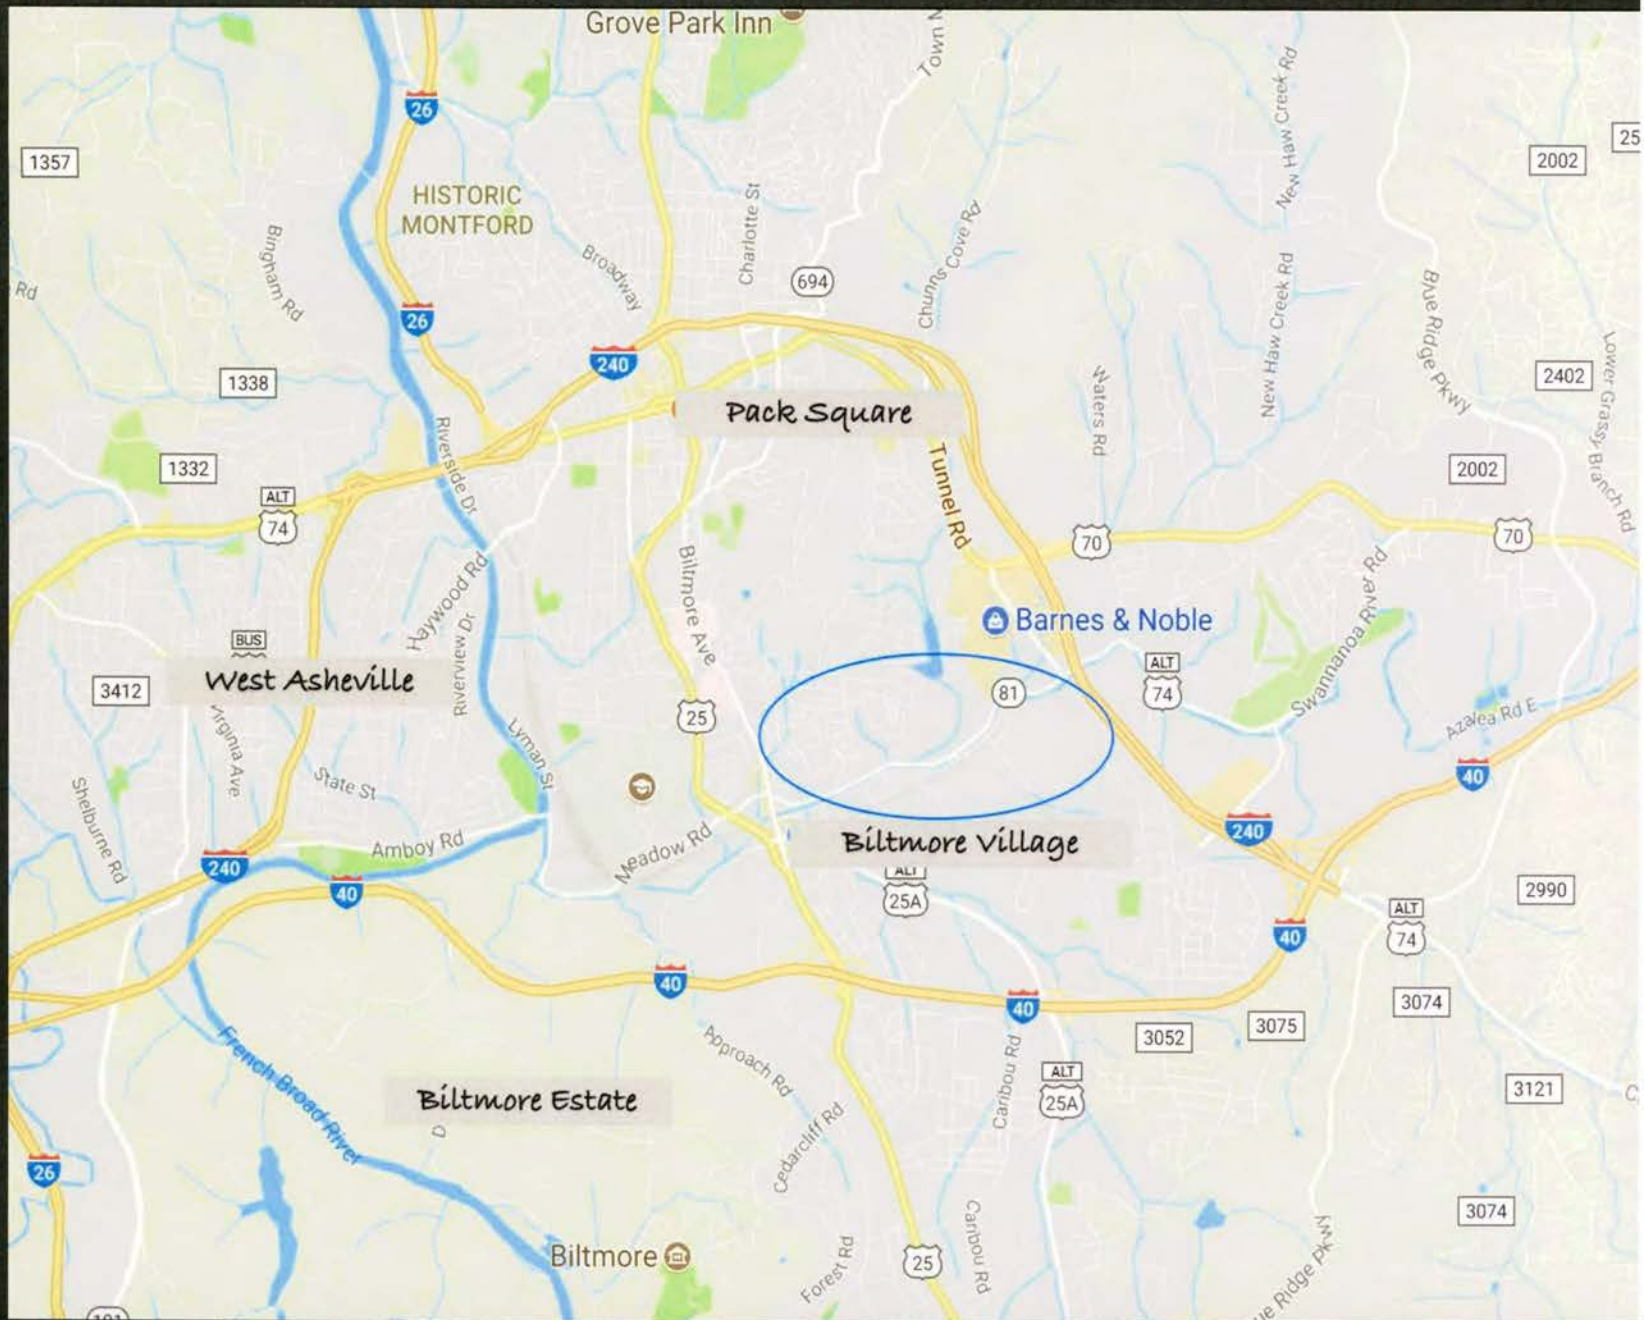 Grove Park Inn
Town
26
1357
2002
25
HISTORIC
MONTFORD
New Haw Creek Rd
Charlotte St
Bingham Rd
Broadway
694
Chunns Cove Rd
Rd
26
New Haw Creek Rd
Blue Ridge Pkwy
240
1338
2402
Lower Grassy Branch Rd
Pack Square
Waters Rd
Riverside Dr
1332
ALT
74
Tunnel Rd
2002
70
70
Haywood Rd
Biltmore Ave
Swannanoa River Rd
Barnes & Noble
BUS
Riverview Dr
West Asheville
3412
ALT
74
81
25
Virginia Ave
Lyman St
Azalea Rd E
40
State St
Shelburne Rd
240
Amboy Rd
Meadow Rd
Biltmore Village
240
40
ALT
25A
2990
ALT
74
40
40
40
3074
3075
3052
French Broad River
Approach Rd
Caribou Rd
ALT
25A
3121
Biltmore Estate
D
Cedarcliff Rd
26
3074
Caribou Rd
Biltmore
Forest Rd
25
ue Ridge Pkwy
191